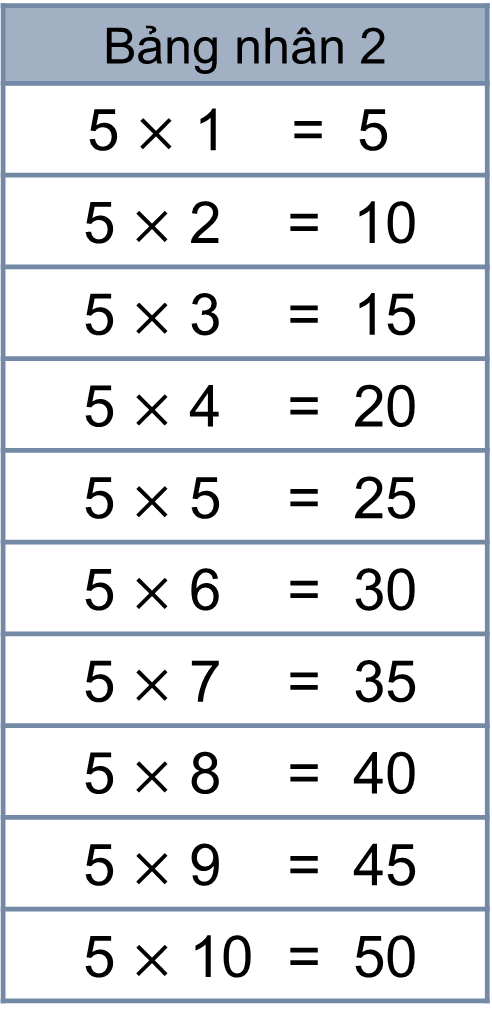 Bảng nhân 2
5 × 1 = 5
5 × 2 = 10
5 × 3 = 15
5 × 4 = 20
5 × 5 = 25
5 × 6 = 30
5 × 7 = 35
5 × 8 = 40
5 × 9 = 45
5 × 10 = 50